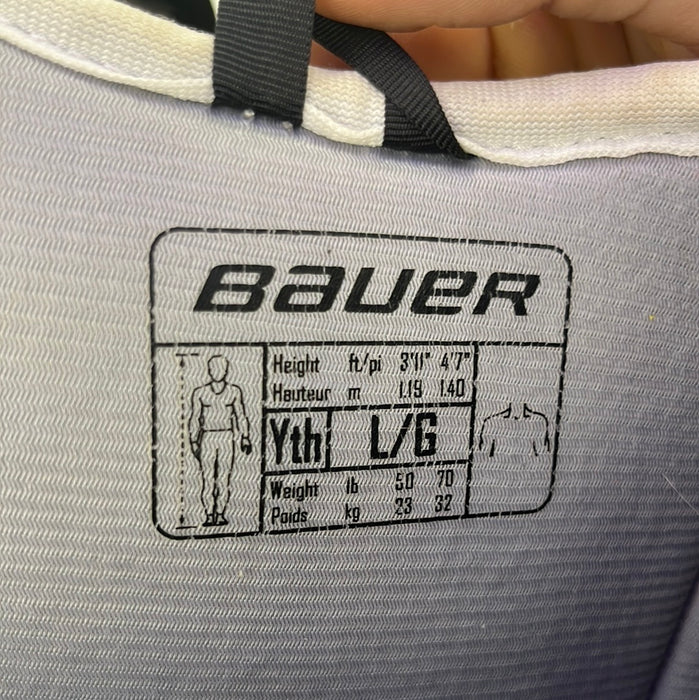 BAUER
Height ft/pi 3'11" 4'7"
Hauteur m 1.19 1.40
Yth L/G
Weight lb 50 70
Poids kg 23 32